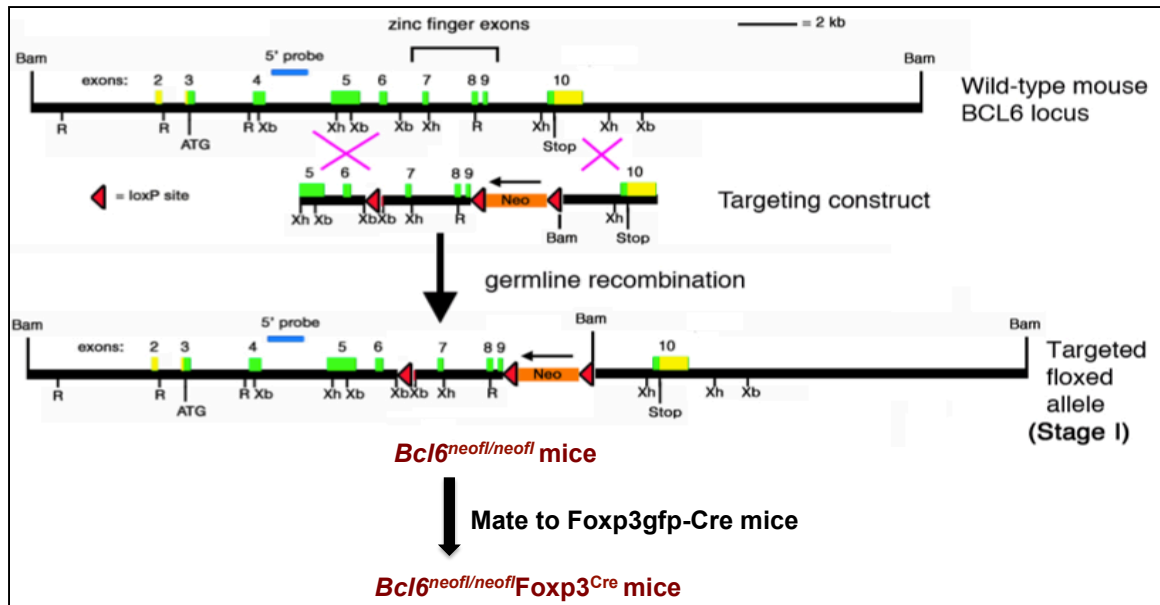 zinc finger exons
= 2 kb
Bam
5' probe
Bam
exons: 2 3 4 5 6 7 8 9 10
Wild-type mouse
BCL6 locus
R R R Xb Xh Xb Xb Xh R Xh Xh Xb
ATG
Stop
5 6 7 8 9 10
= loxP site
Neo
Targeting construct
Xh Xb Xb Xb Xh R Xh
Bam Stop
germline recombination
Bam
5' probe
Bam
Bam
exons: 2 3 4 5 6 7 8 9 10
Neo
Targeted
floxed
allele
(Stage I)
R R R Xb Xh Xb Xb Xb Xh R Xh Xh Xb
ATG
Stop
Bcl6neofl/neofl mice
Mate to Foxp3gfp-Cre mice
Bcl6neofl/neoflFoxp3Cre mice